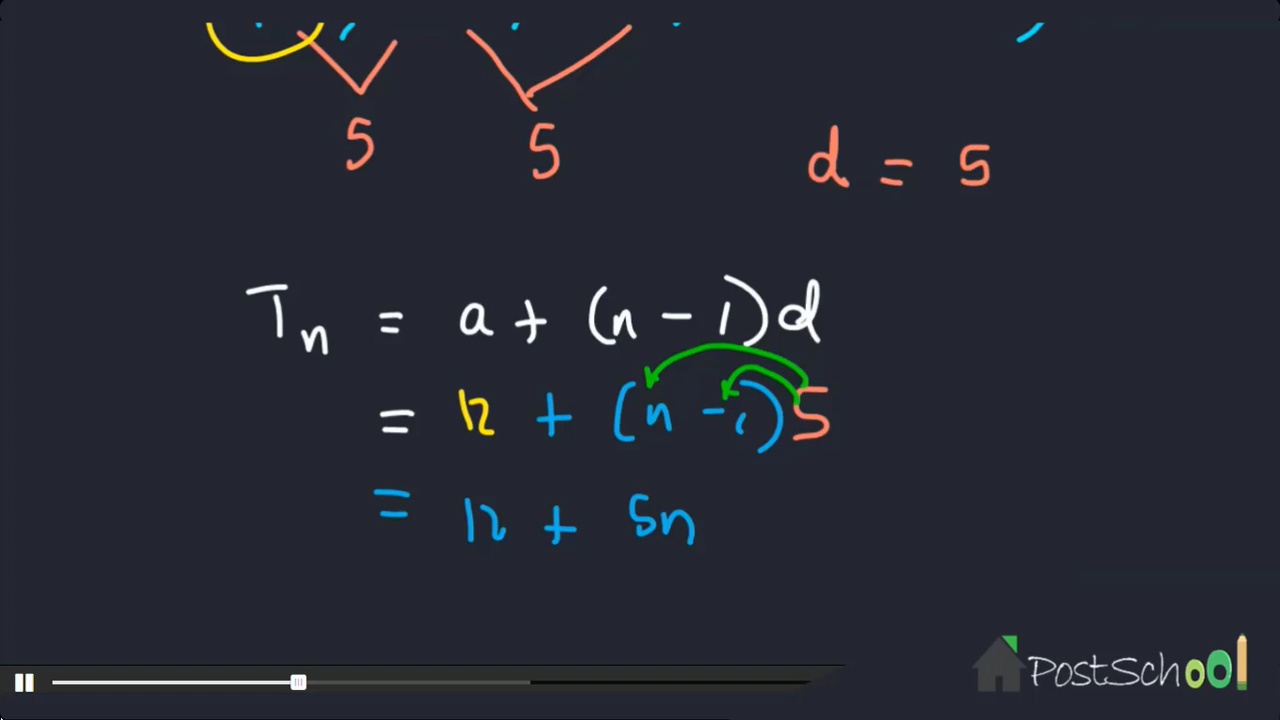 5 5
d = 5
Tn = a + (n - 1)d
= 12 + (n - 1)5
= 12 + 5n
PostSchool